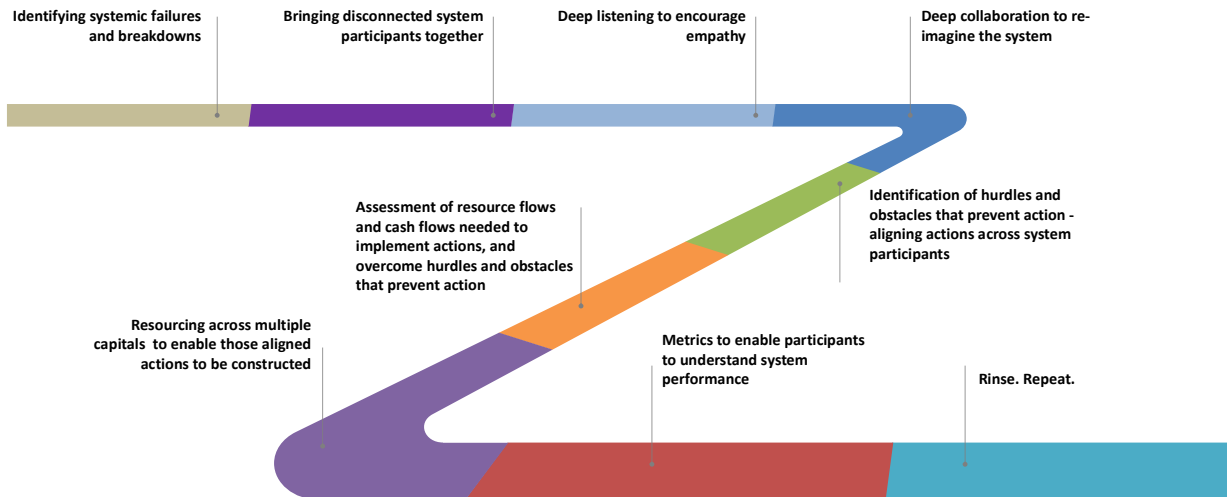 Identifying systemic failures
and breakdowns
Bringing disconnected system
participants together
Deep listening to encourage
empathy
Deep collaboration to re-
imagine the system
Identification of hurdles and
obstacles that prevent action -
aligning actions across system
participants
Assessment of resource flows
and cash flows needed to
implement actions, and
overcome hurdles and obstacles
that prevent action
Resourcing across multiple
capitals to enable those aligned
actions to be constructed
Metrics to enable participants
to understand system
performance
Rinse. Repeat.